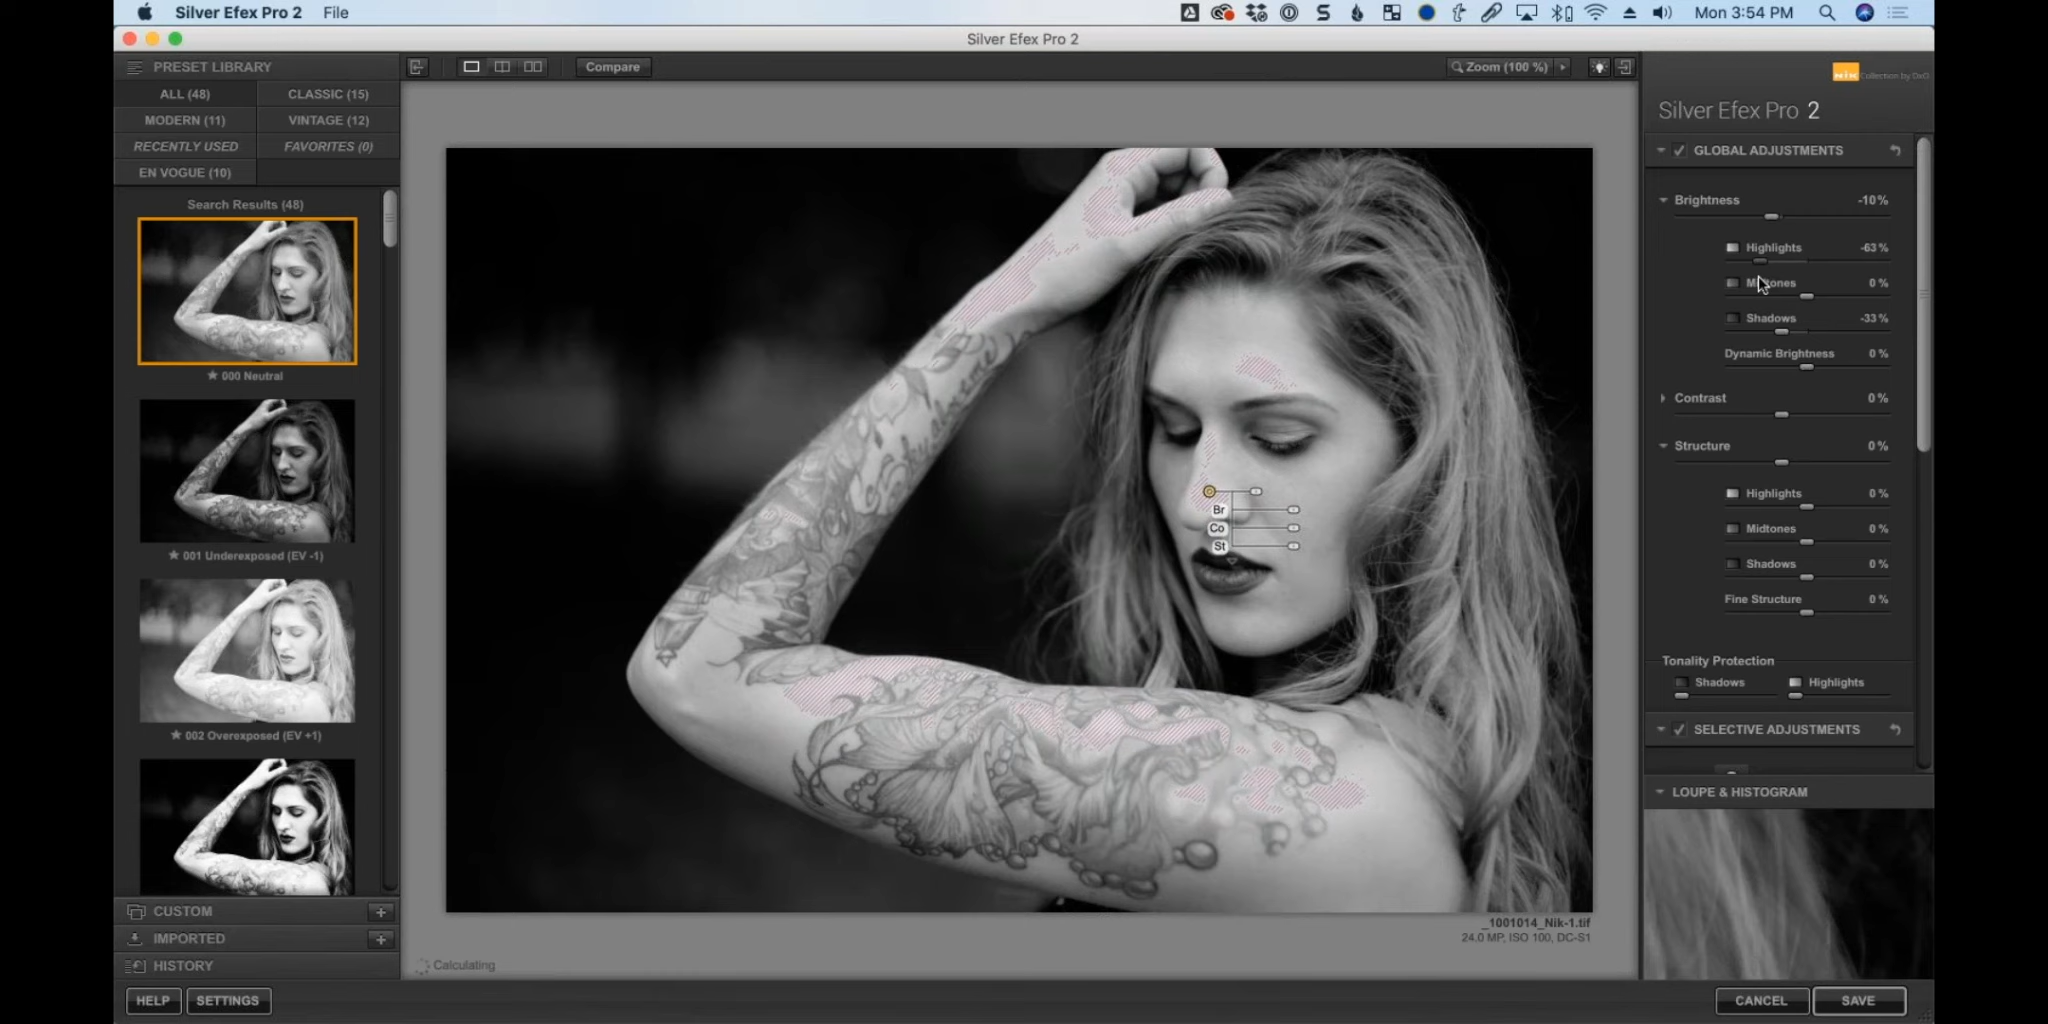 Silver Efex Pro 2 File
Mon 3:54 PM
Silver Efex Pro 2
PRESET LIBRARY
ALL (48) CLASSIC (15)
MODERN (11) VINTAGE (12)
RECENTLY USED FAVORITES (0)
EN VOGUE (10)
Search Results (48)
★ 000 Neutral
★ 001 Underexposed (EV -1)
★ 002 Overexposed (EV +1)
CUSTOM
IMPORTED
HISTORY
HELP SETTINGS
Compare
Zoom (100 %)
Br
Co
St
_1001014_Nik-1.tif
24.0 MP, ISO 100, DC-S1
Calculating
Nik Collection by DxO
Silver Efex Pro 2
GLOBAL ADJUSTMENTS
Brightness -10%
Highlights -63%
0%
Shadows -33%
Dynamic Brightness 0%
Contrast 0%
Structure 0%
Highlights 0%
Midtones 0%
Shadows 0%
Fine Structure 0%
Tonality Protection
Shadows Highlights
SELECTIVE ADJUSTMENTS
LOUPE & HISTOGRAM
CANCEL SAVE